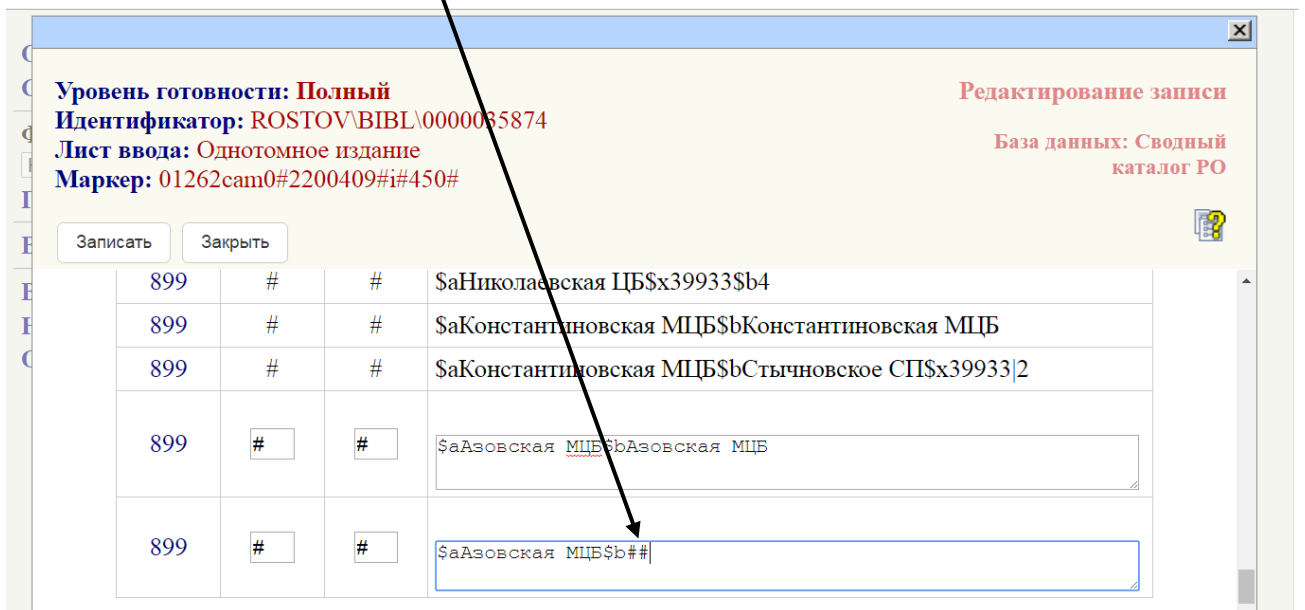 Уровень готовности: Полный
Идентификатор: ROSTOV\BIBL\0000035874
Лист ввода: Однотомное издание
Маркер: 01262cam0#2200409#i#450#
Редактирование записи
База данных: Сводный
каталог РО
Записать Закрыть
899 # # $aНиколаевская ЦБ$x39933$b4
899 # # $aКонстантиновская МЦБ$bКонстантиновская МЦБ
899 # # $aКонстантиновская МЦБ$bСтычновское СП$x39933|2
899 # # $aАзовская МЦБ$bАзовская МЦБ
899 # # $aАзовская МЦБ$b##